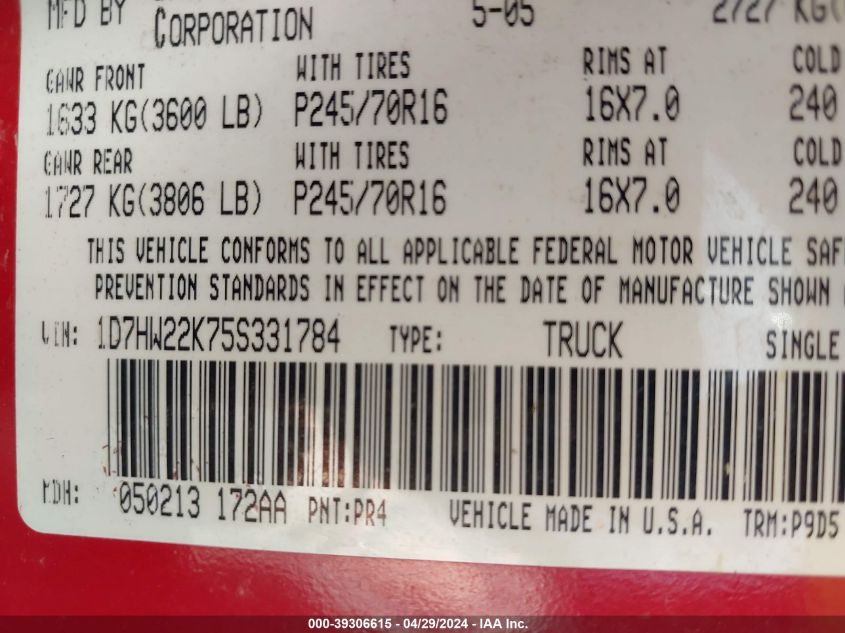 MFD BY 5-05 2727 KG(
CORPORATION
GAWR FRONT WITH TIRES RIMS AT COLD
1633 KG(3600 LB) P245/70R16 16X7.0 240
GAWR REAR WITH TIRES RIMS AT COLD
1727 KG(3806 LB) P245/70R16 16X7.0 240
THIS VEHICLE CONFORMS TO ALL APPLICABLE FEDERAL MOTOR VEHICLE SAF
PREVENTION STANDARDS IN EFFECT ON THE DATE OF MANUFACTURE SHOWN
VIN: 1D7HW22K75S331784 TYPE: TRUCK SINGLE
MDH: 050213 172AA PNT:PR4 VEHICLE MADE IN U.S.A. TRM:P9D5
000-39306615 - 04/29/2024 - IAA Inc.